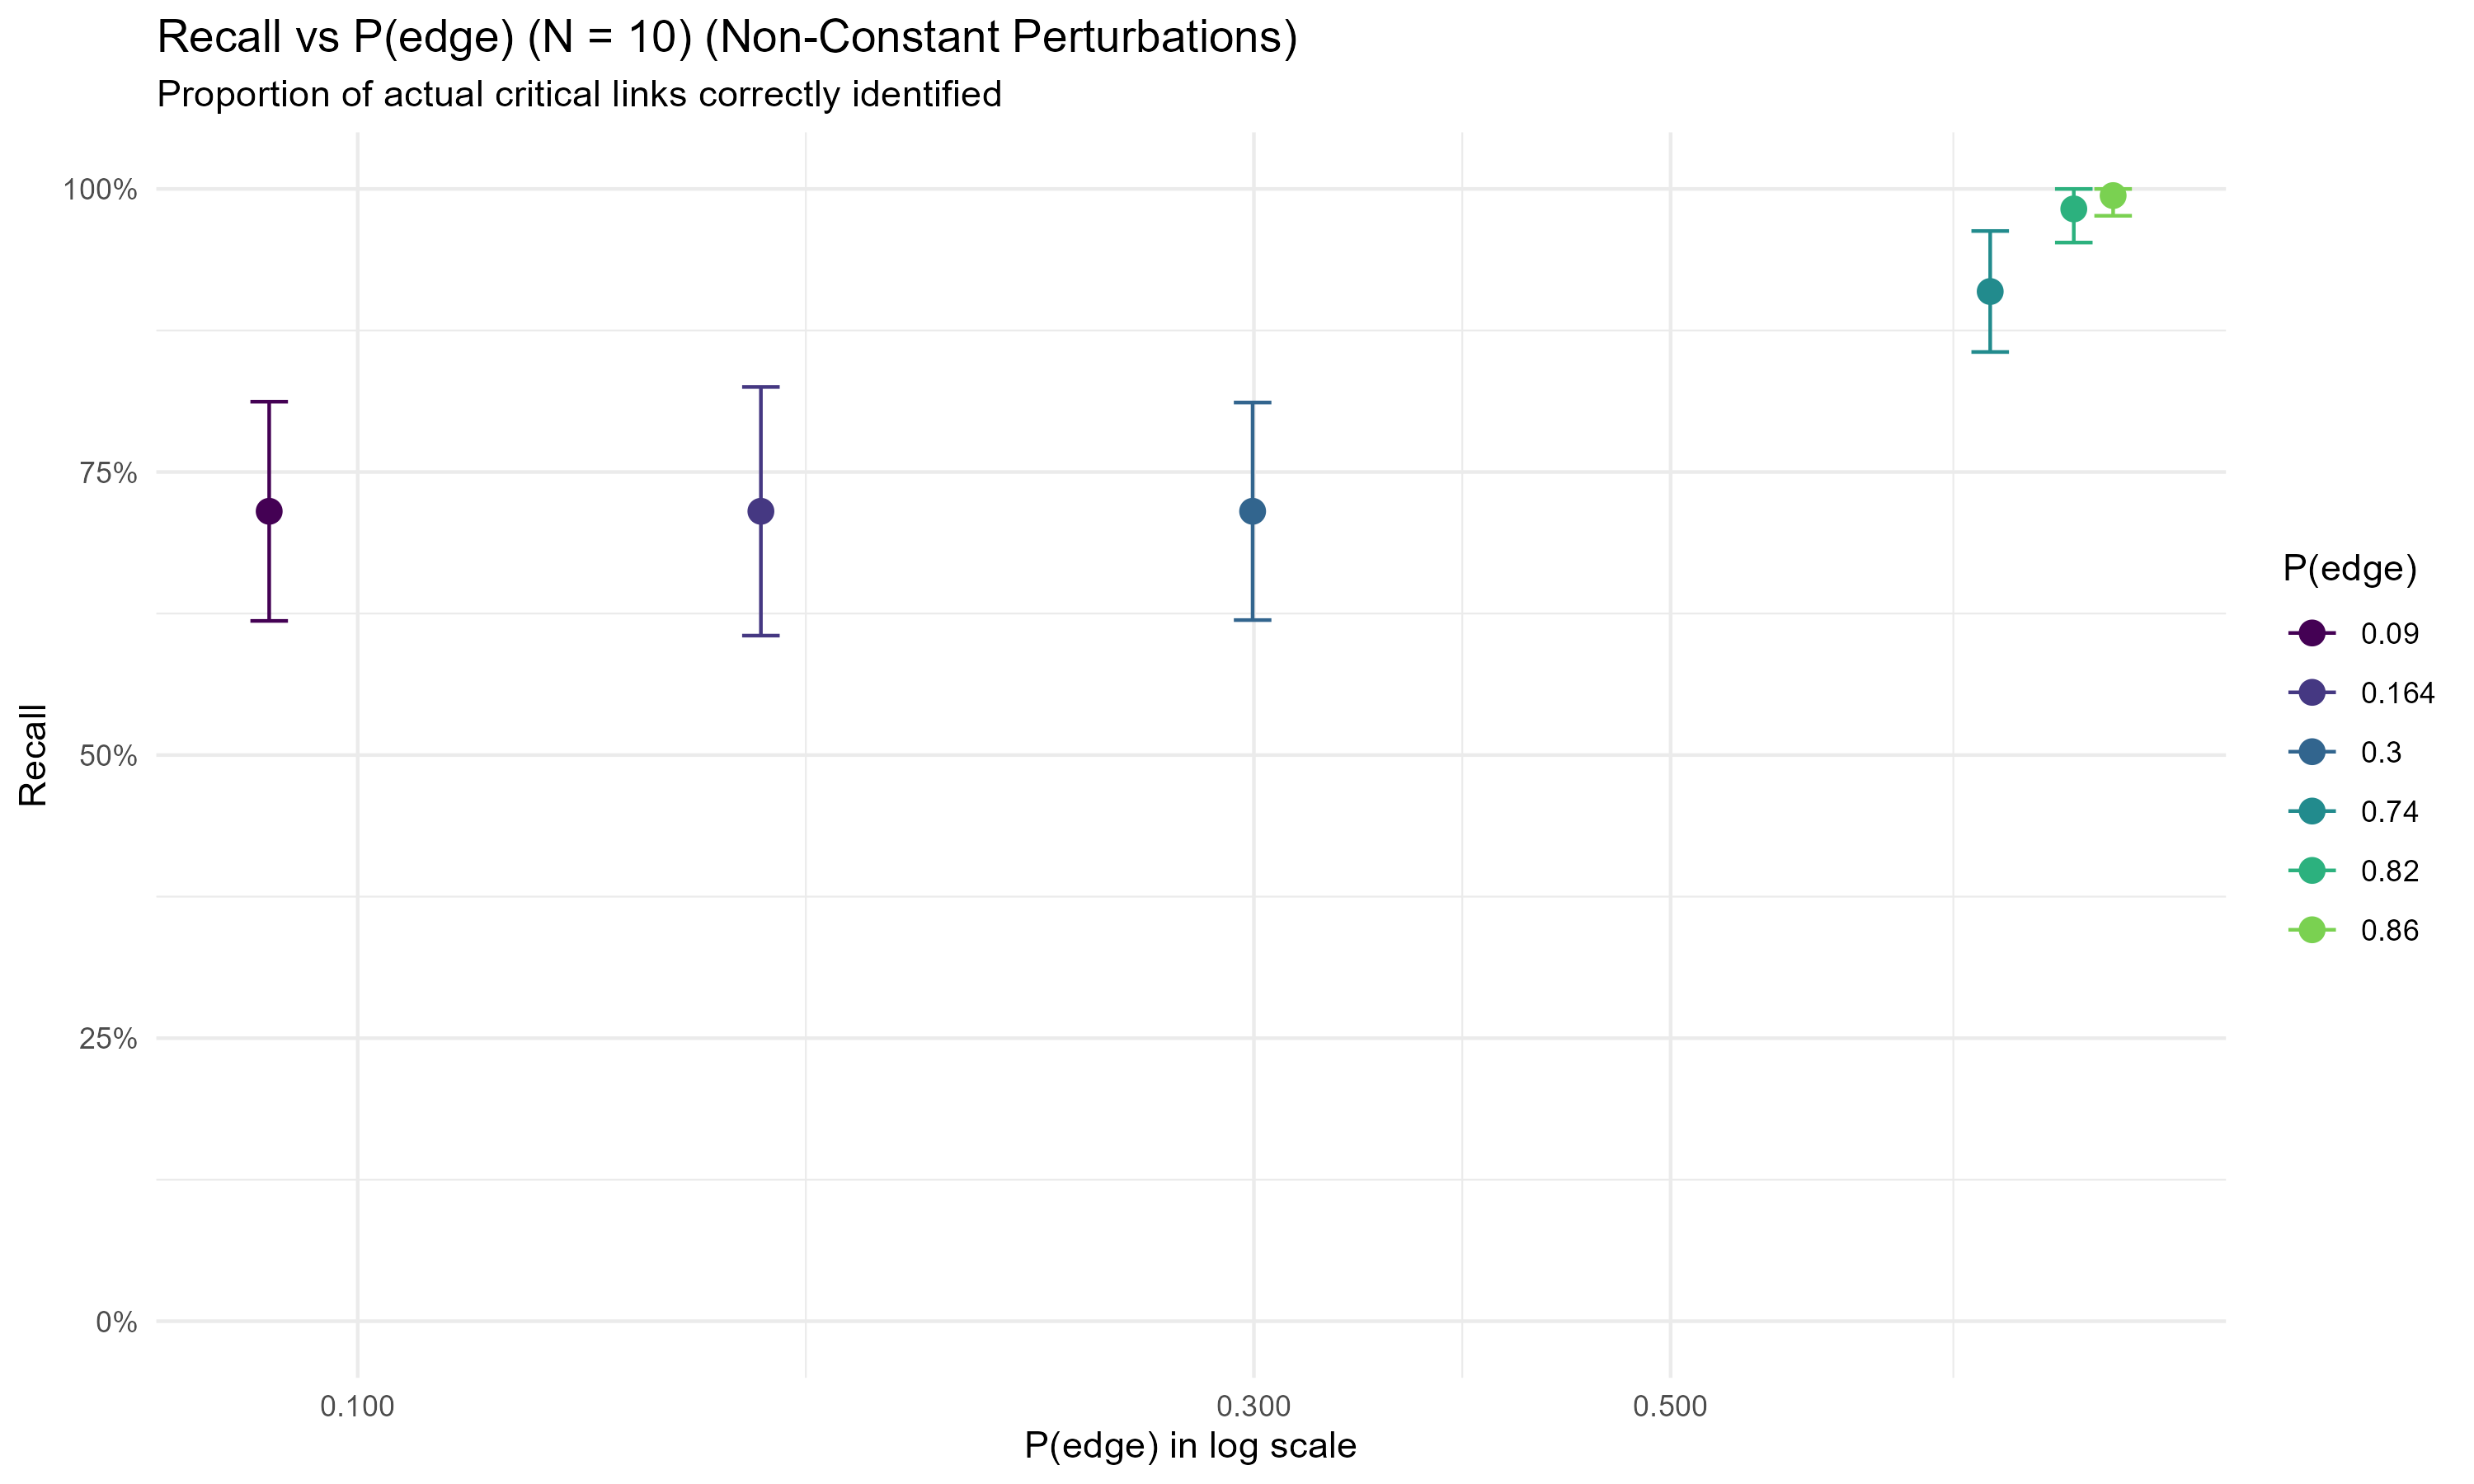 Recall vs P(edge) (N = 10) (Non-Constant Perturbations)
Proportion of actual critical links correctly identified
100%
75%
50%
25%
0%
Recall
0.100
0.300
0.500
P(edge) in log scale
P(edge)
0.09
0.164
0.3
0.74
0.82
0.86